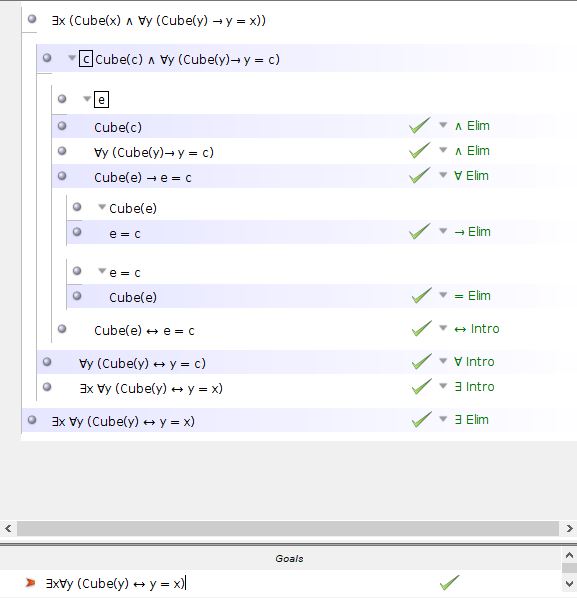 ∃x (Cube(x) ∧ ∀y (Cube(y) → y = x))
c Cube(c) ∧ ∀y (Cube(y)→ y = c)
e
Cube(c) ∧ Elim
∀y (Cube(y)→ y = c) ∧ Elim
Cube(e) → e = c ∀ Elim
Cube(e)
e = c → Elim
e = c
Cube(e) = Elim
Cube(e) ↔ e = c ↔ Intro
∀y (Cube(y) ↔ y = c) ∀ Intro
∃x ∀y (Cube(y) ↔ y = x) ∃ Intro
∃x ∀y (Cube(y) ↔ y = x) ∃ Elim
Goals
∃x∀y (Cube(y) ↔ y = x)